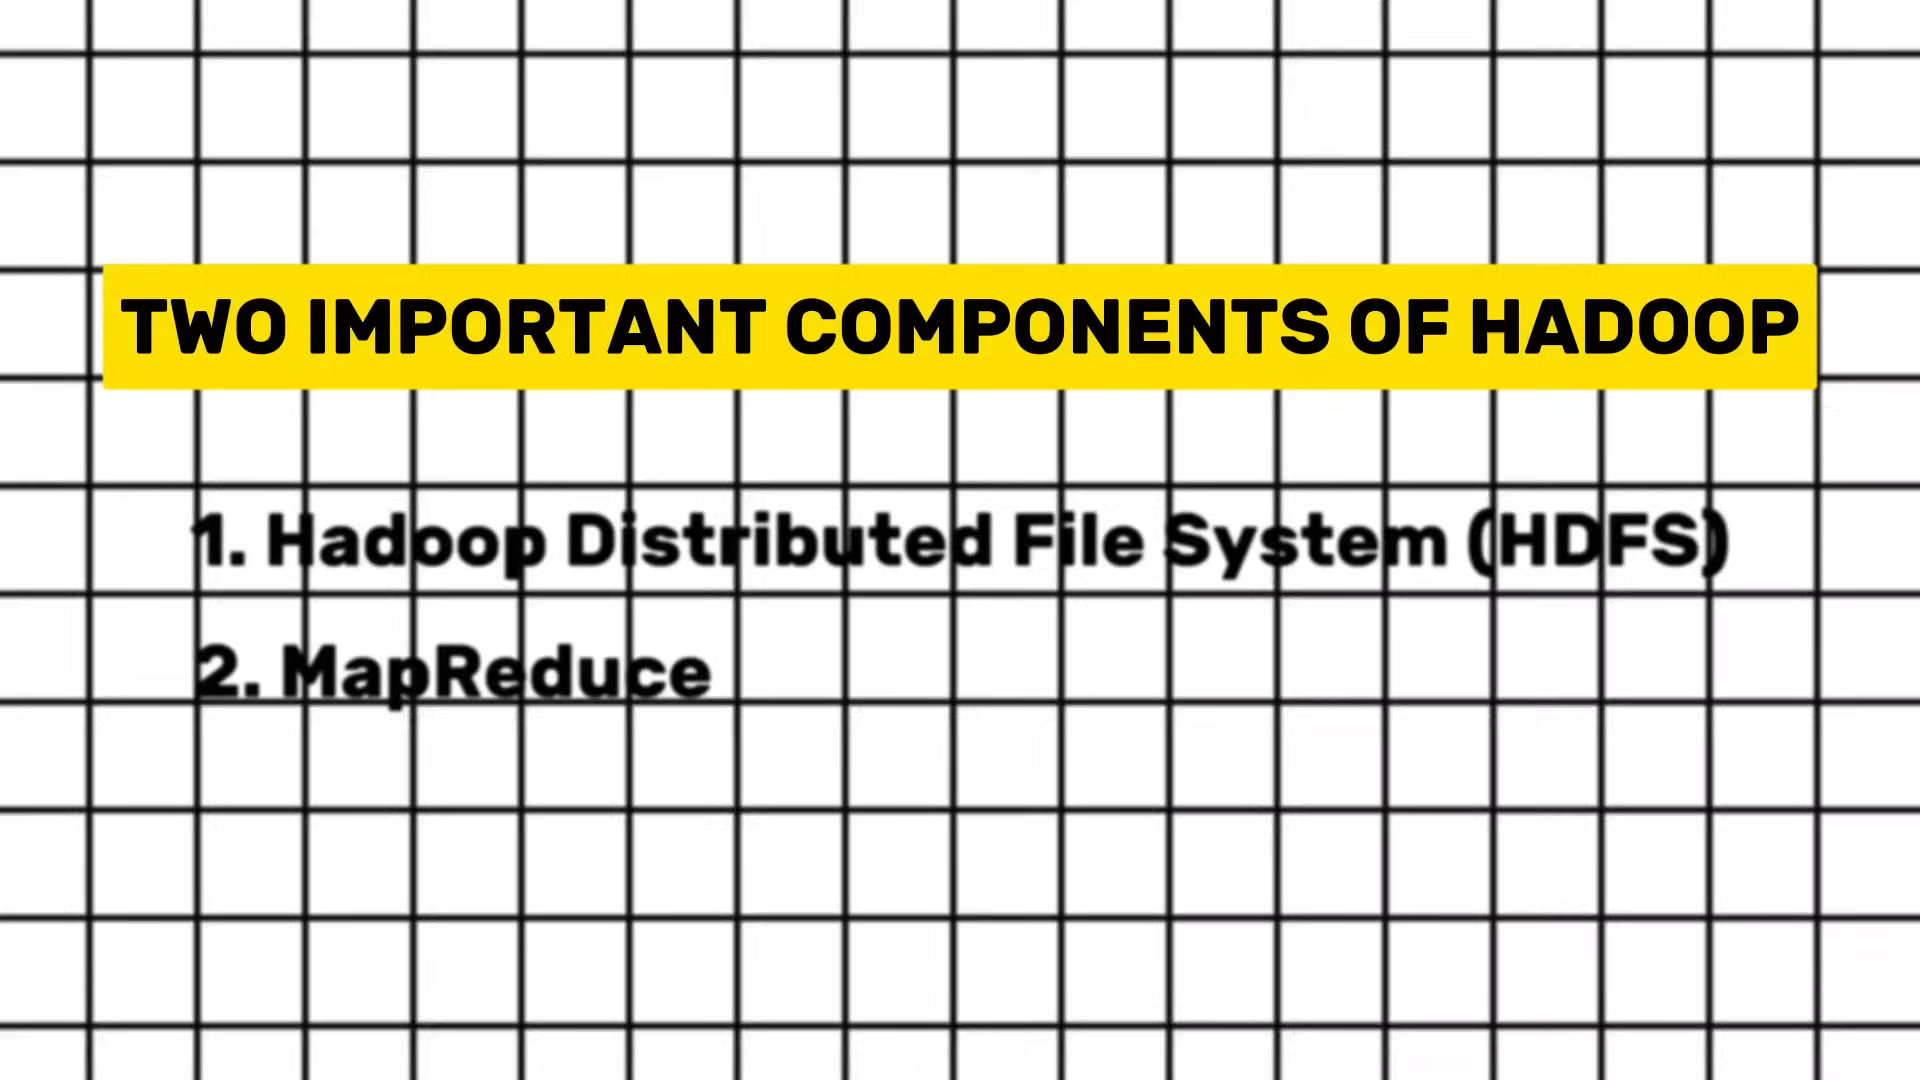 TWO IMPORTANT COMPONENTS OF HADOOP
1. Hadoop Distributed File System (HDFS)
2. MapReduce